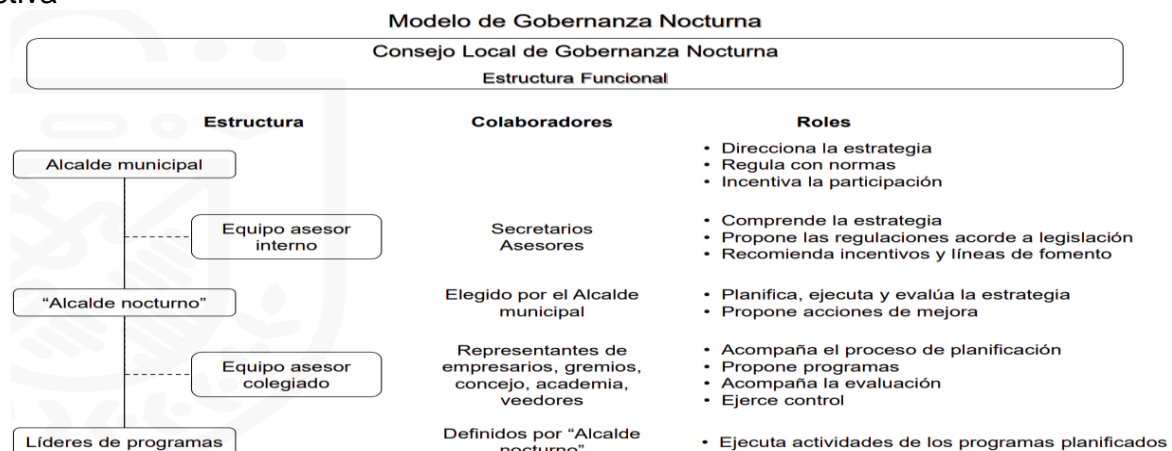 Modelo de Gobernanza Nocturna
Consejo Local de Gobernanza Nocturna
Estructura Funcional
Estructura
Colaboradores
Roles
Alcalde municipal
• Direcciona la estrategia
• Regula con normas
• Incentiva la participación
Equipo asesor
interno
Secretarios
Asesores
• Comprende la estrategia
• Propone las regulaciones acorde a legislación
• Recomienda incentivos y líneas de fomento
“Alcalde nocturno”
Elegido por el Alcalde
municipal
• Planifica, ejecuta y evalúa la estrategia
• Propone acciones de mejora
Equipo asesor
colegiado
Representantes de
empresarios, gremios,
concejo, academia,
veedores
• Acompaña el proceso de planificación
• Propone programas
• Acompaña la evaluación
• Ejerce control
Líderes de programas
Definidos por “Alcalde
nocturno”
• Ejecuta actividades de los programas planificados